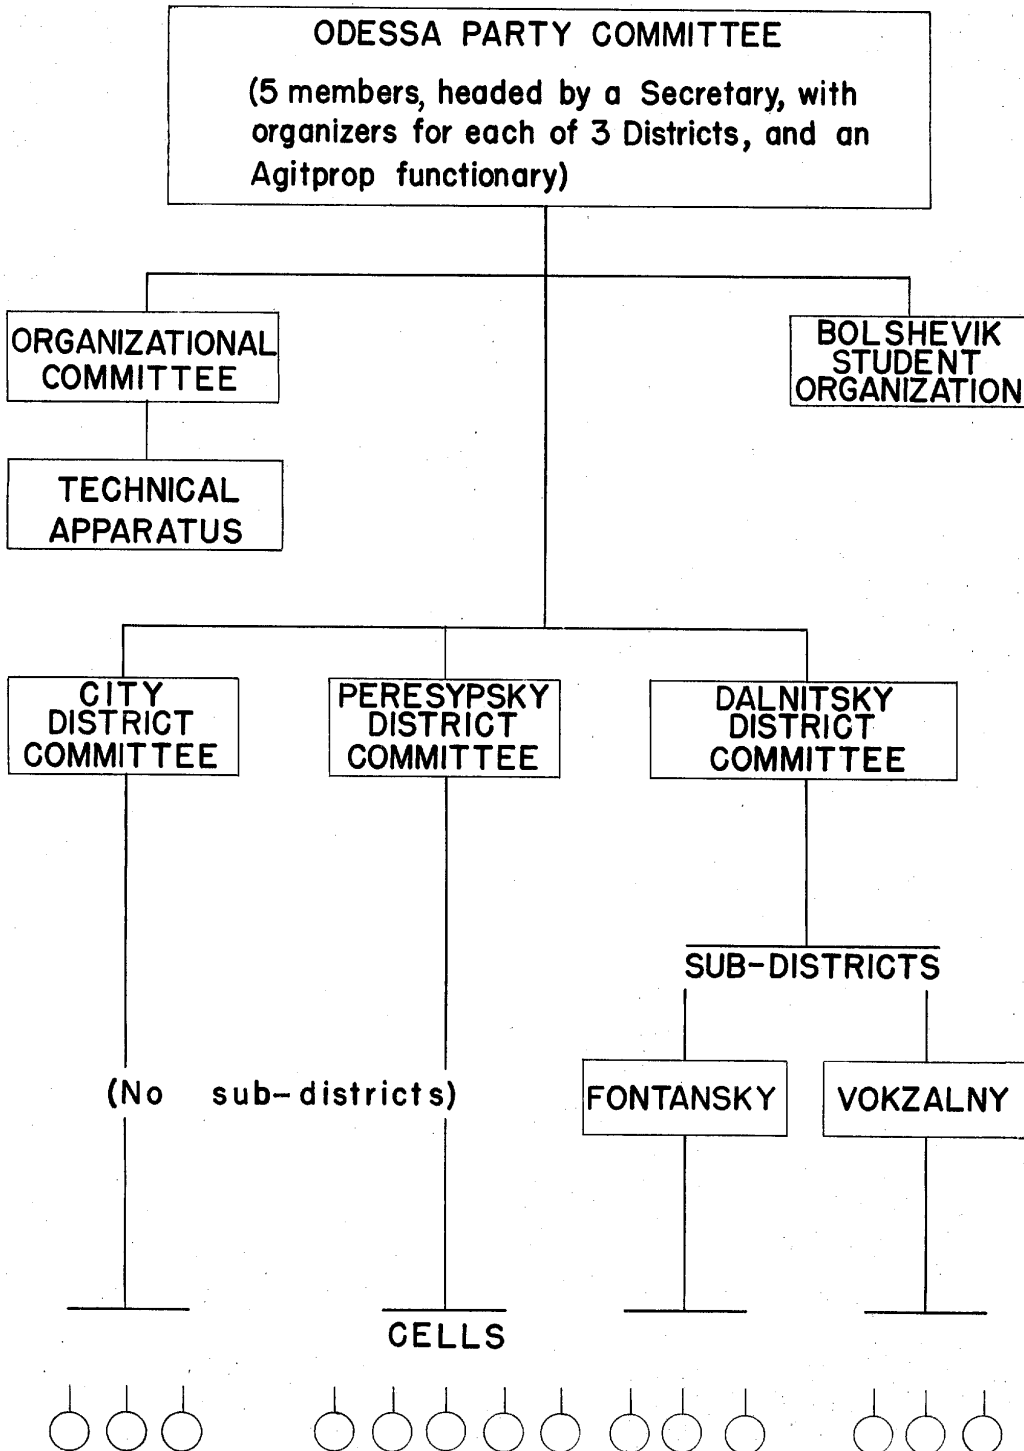 ODESSA PARTY COMMITTEE
(5 members, headed by a Secretary, with
organizers for each of 3 Districts, and an
Agitprop functionary)
ORGANIZATIONAL
COMMITTEE
BOLSHEVIK
STUDENT
ORGANIZATION
TECHNICAL
APPARATUS
CITY
DISTRICT
COMMITTEE
PERESYPSKY
DISTRICT
COMMITTEE
DALNITSKY
DISTRICT
COMMITTEE
SUB-DISTRICTS
(No sub-districts)
FONTANSKY
VOKZALNY
CELLS